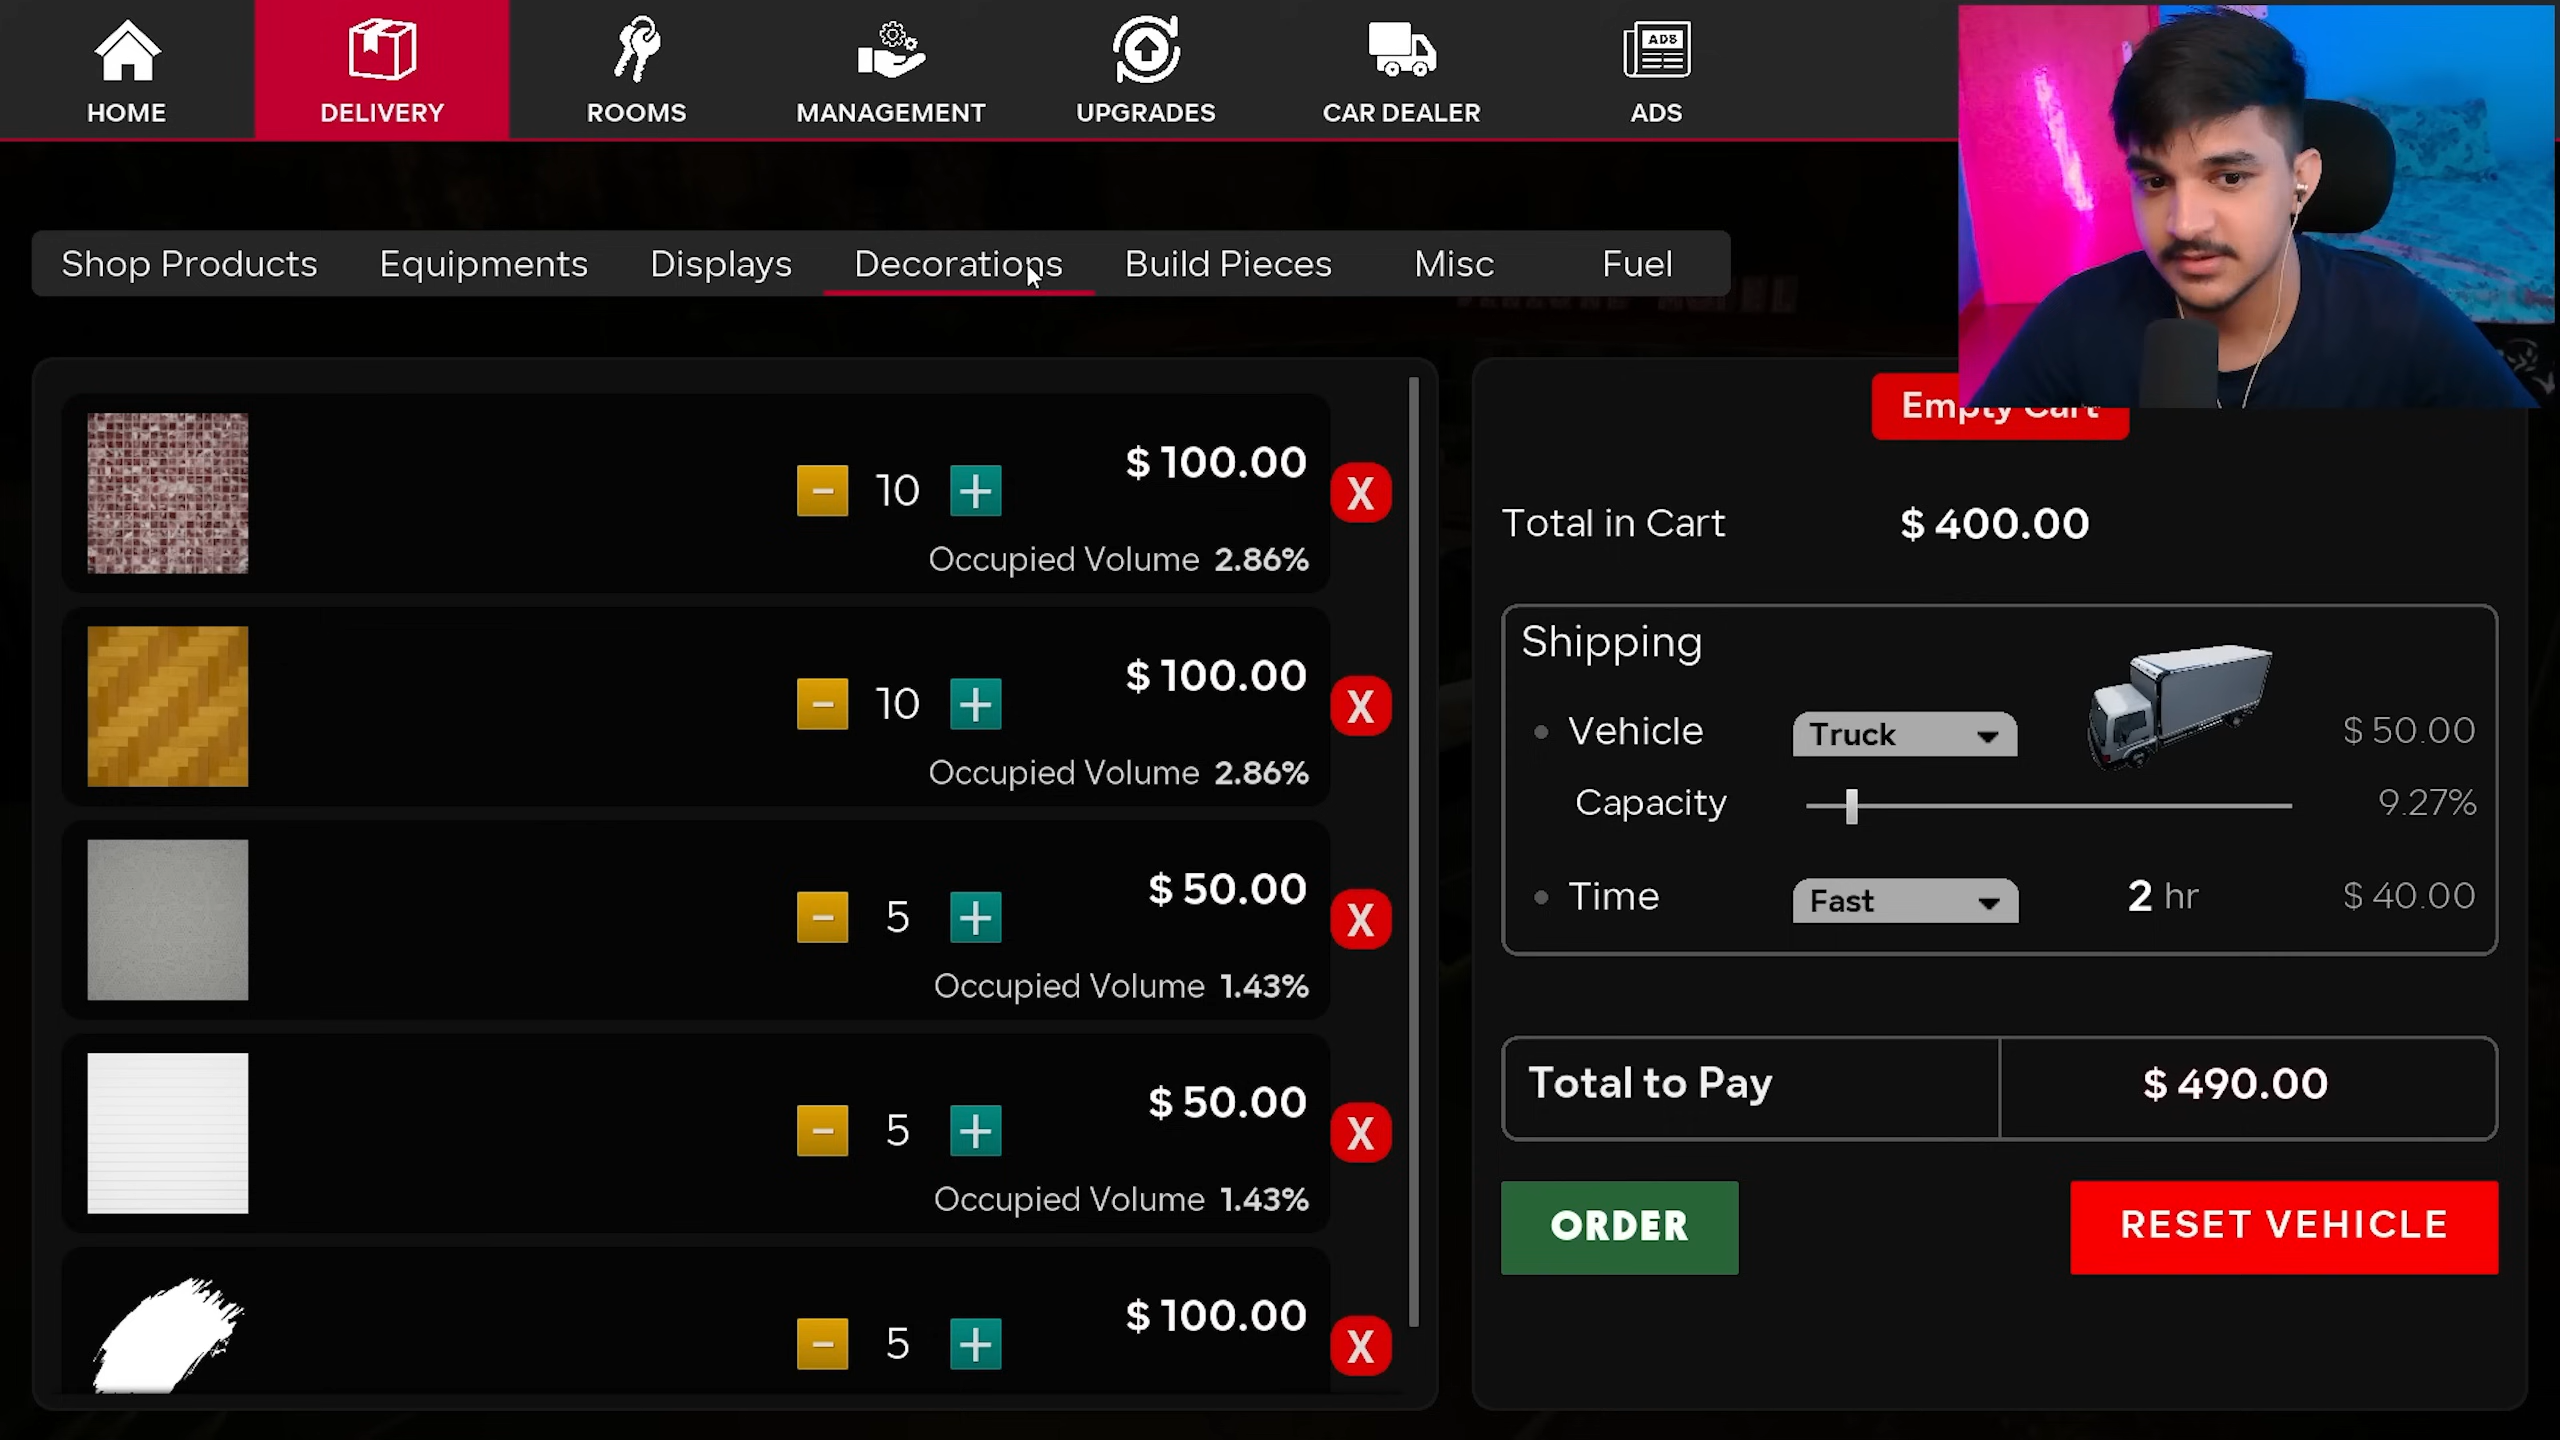 HOME
DELIVERY
ROOMS
MANAGEMENT
UPGRADES
CAR DEALER
ADS
ADS
Shop Products
Equipments
Displays
Decorations
Build Pieces
Misc
Fuel
10
$ 100.00
X
Occupied Volume 2.86%
10
$ 100.00
X
Occupied Volume 2.86%
5
$ 50.00
X
Occupied Volume 1.43%
5
$ 50.00
X
Occupied Volume 1.43%
5
$ 100.00
X
Empty Cart
Total in Cart $ 400.00
Shipping
Vehicle Truck $ 50.00
Capacity 9.27%
Time Fast 2 hr $ 40.00
Total to Pay $ 490.00
ORDER
RESET VEHICLE